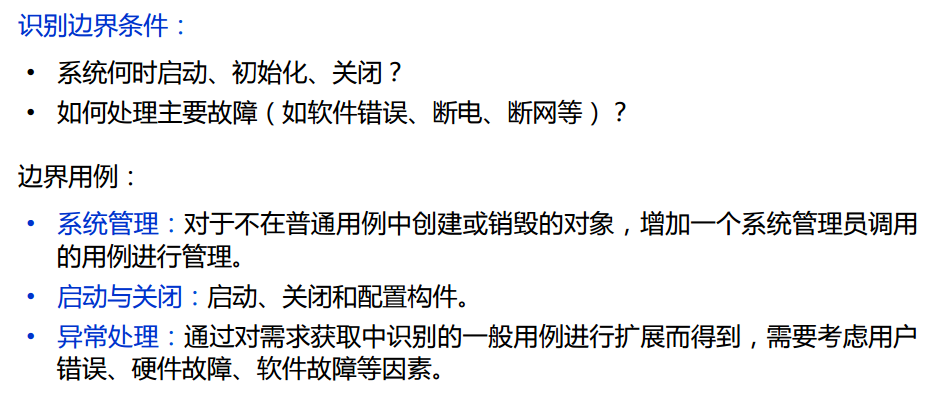 识别边界条件：
• 系统何时启动、初始化、关闭？
• 如何处理主要故障（如软件错误、断电、断网等）？
边界用例：
• 系统管理：对于不在普通用例中创建或销毁的对象，增加一个系统管理员调用
的用例进行管理。
• 启动与关闭：启动、关闭和配置构件。
• 异常处理：通过对需求获取中识别的一般用例进行扩展而得到，需要考虑用户
错误、硬件故障、软件故障等因素。